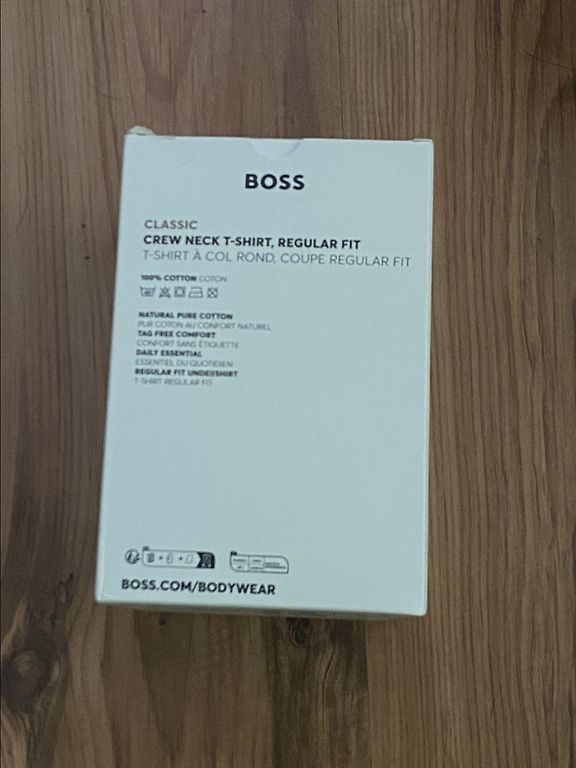 BOSS
CLASSIC
CREW NECK T-SHIRT, REGULAR FIT
T-SHIRT À COL ROND, COUPE REGULAR FIT
100% COTTON COTON
NATURAL PURE COTTON
PUR COTON AU CONFORT NATUREL
TAG FREE COMFORT
CONFORT SANS ÉTIQUETTE
DAILY ESSENTIAL
ESSENTIEL DU QUOTIDIEN
REGULAR FIT UNDERSHIRT
T-SHIRT REGULAR FIT
BOSS.COM/BODYWEAR